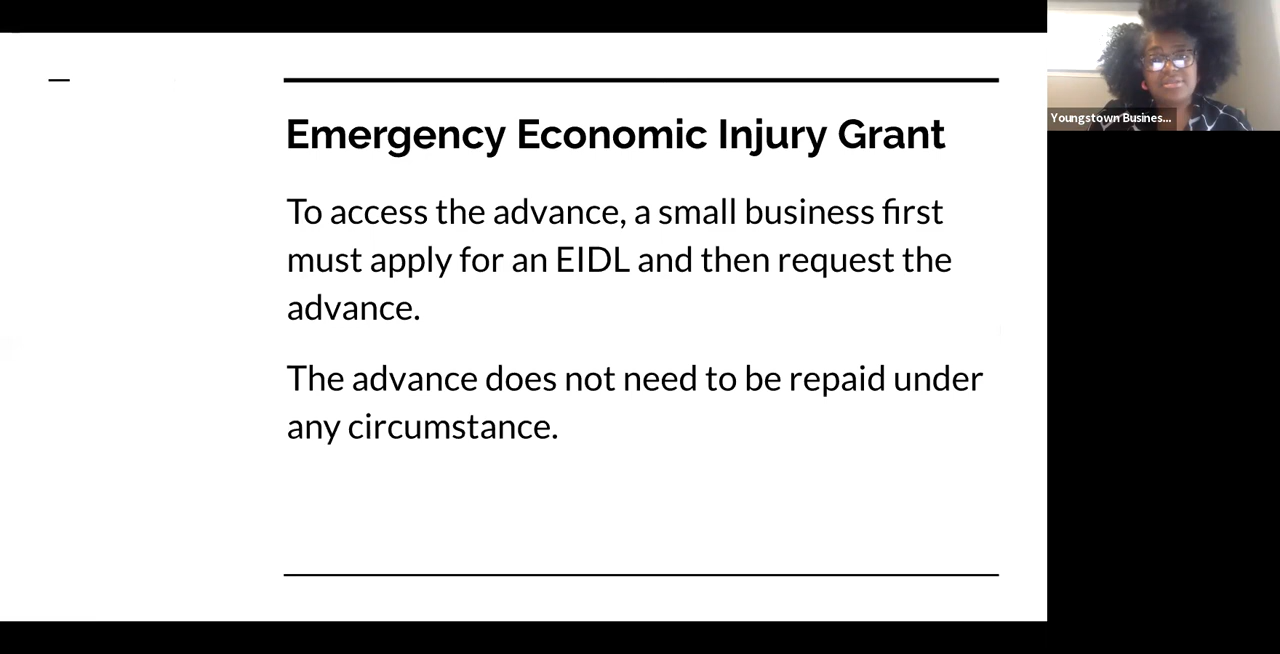 Emergency Economic Injury Grant
To access the advance, a small business first
must apply for an EIDL and then request the
advance.
The advance does not need to be repaid under
any circumstance.
Youngstown Busines...